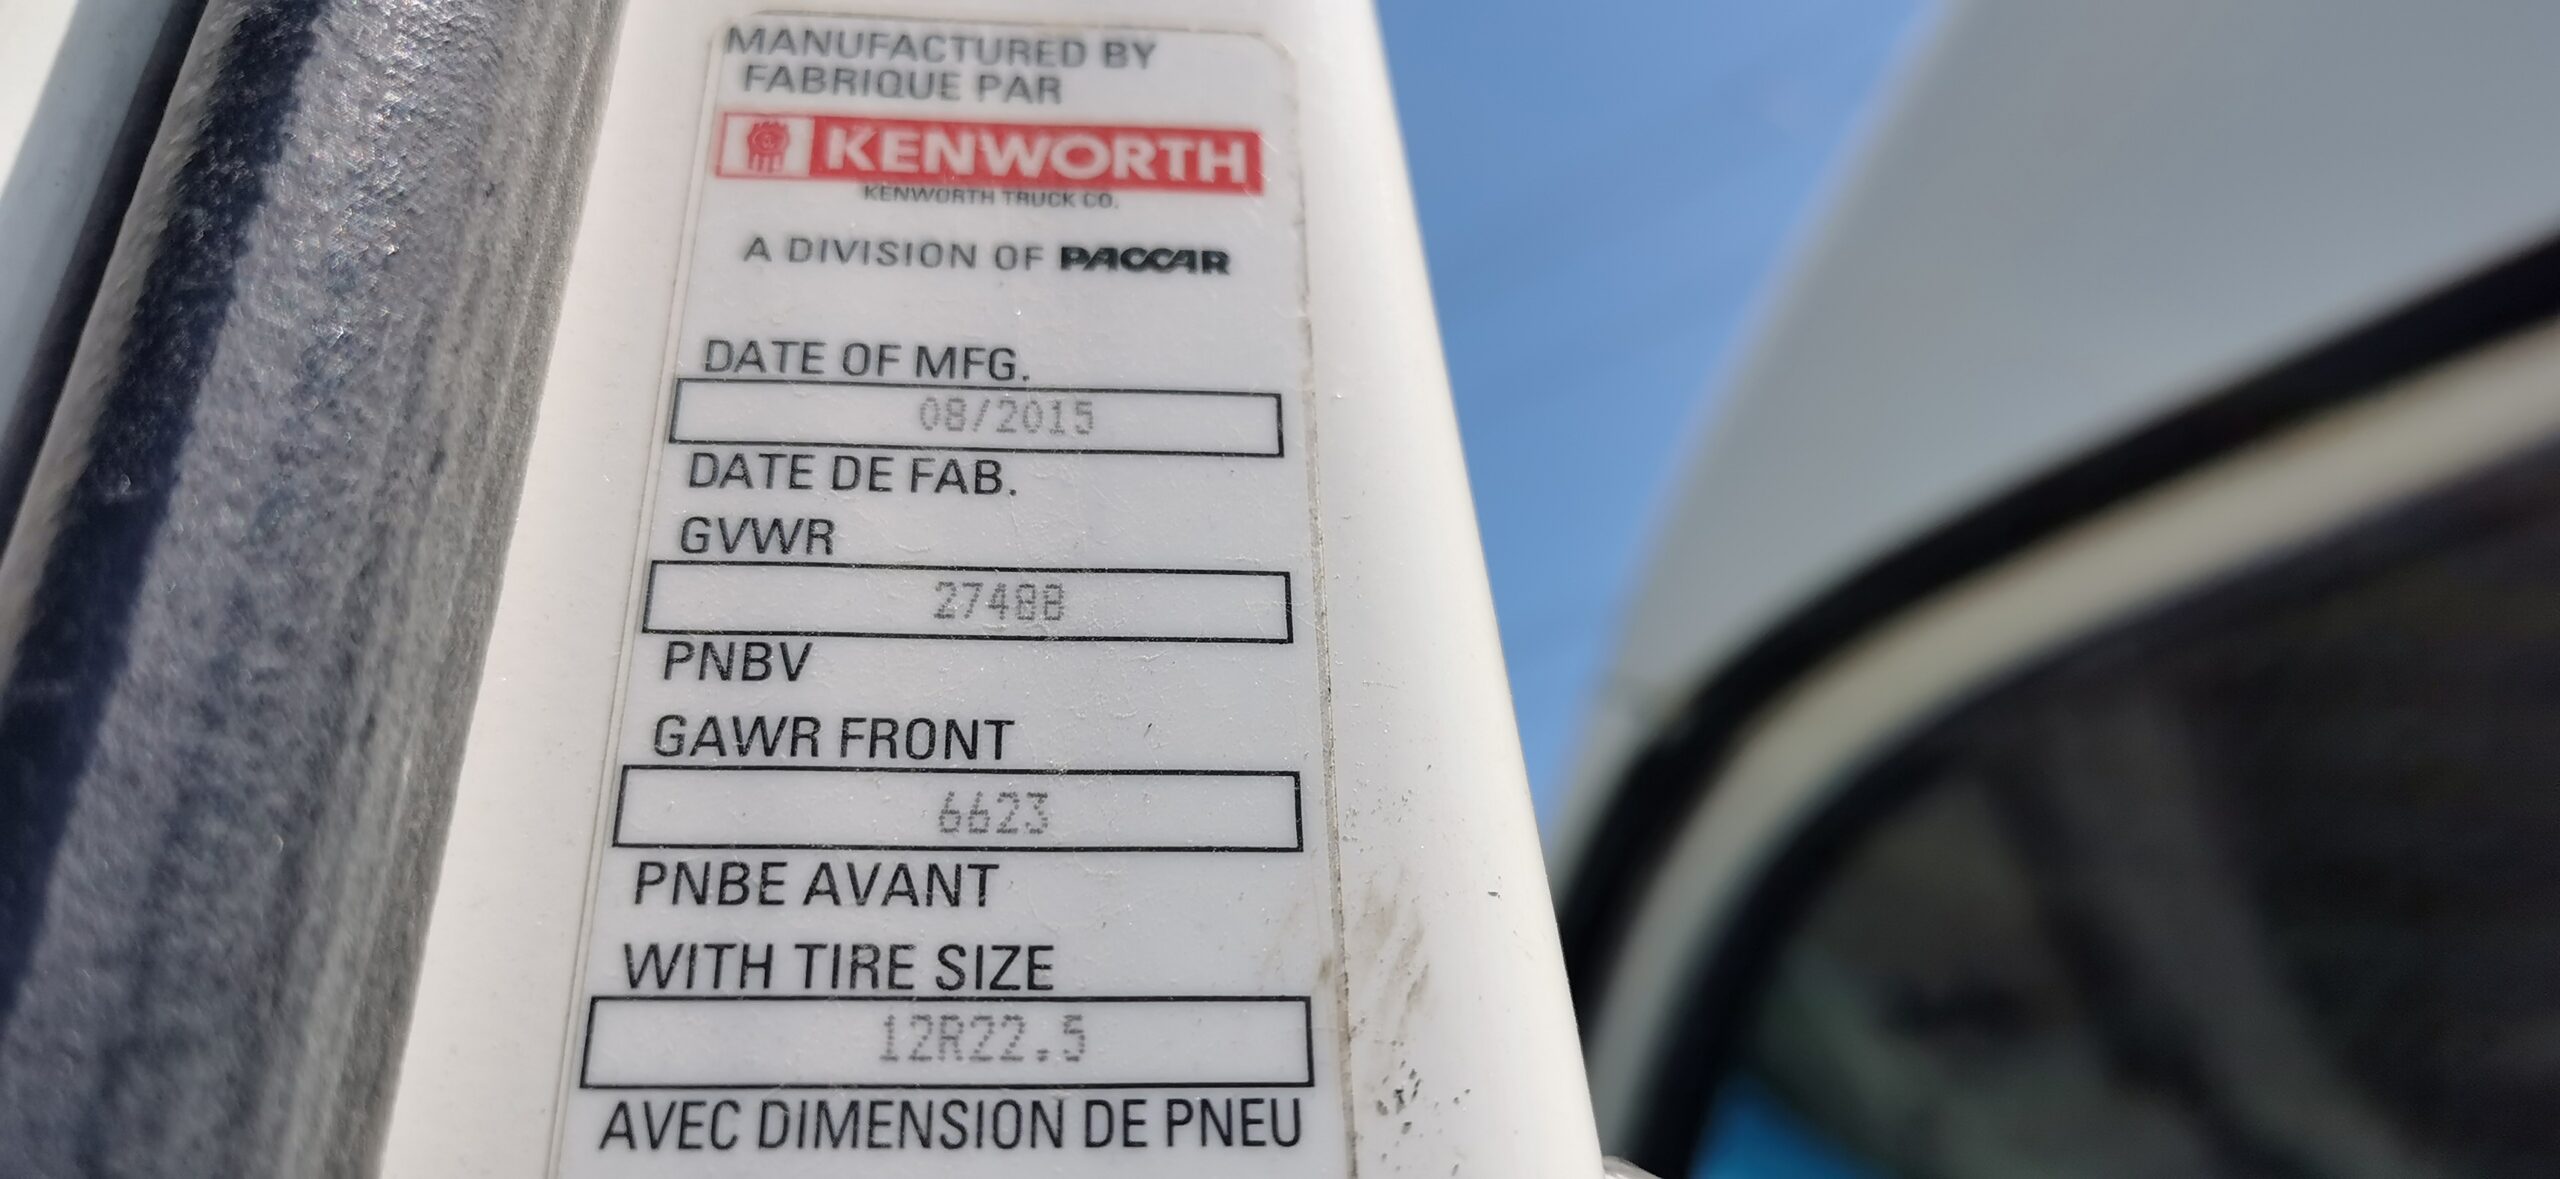 MANUFACTURED BY
FABRIQUE PAR
KENWORTH
KENWORTH TRUCK CO.
A DIVISION OF PACCAR
DATE OF MFG.
08/2015
DATE DE FAB.
GVWR
27488
PNBV
GAWR FRONT
6623
PNBE AVANT
WITH TIRE SIZE
12R22.5
AVEC DIMENSION DE PNEU